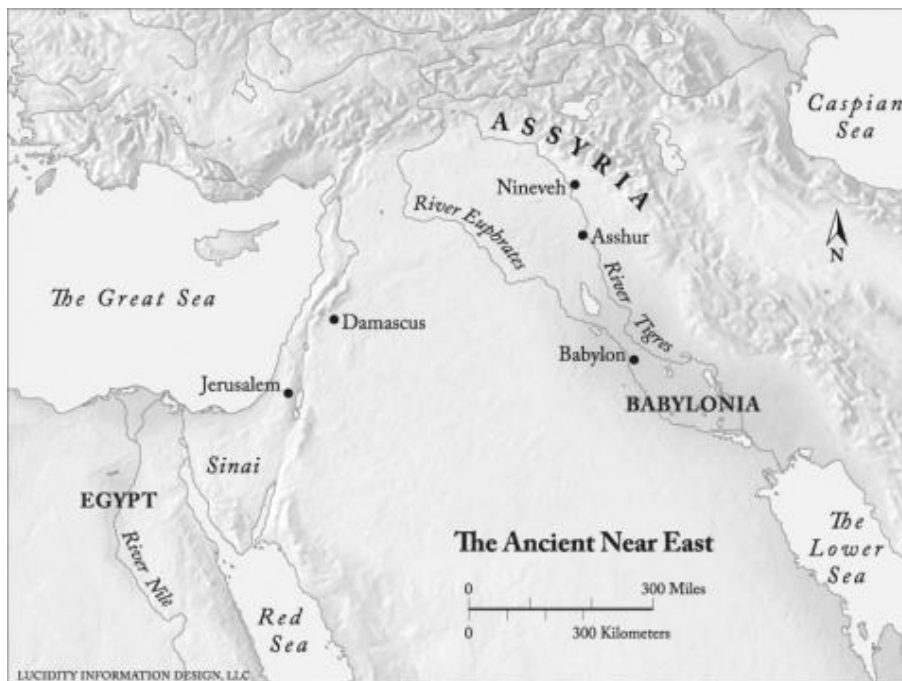 Caspian
Sea
ASSYRIA
Nineveh
River Euphrates
Asshur
N
River
Tigres
The Great Sea
Damascus
Babylon
Jerusalem
BABYLONIA
Sinai
EGYPT
River Nile
The Ancient Near East
The
Lower
Sea
0 300 Miles
0 300 Kilometers
Red
Sea
LUCIDITY INFORMATION DESIGN, LLC